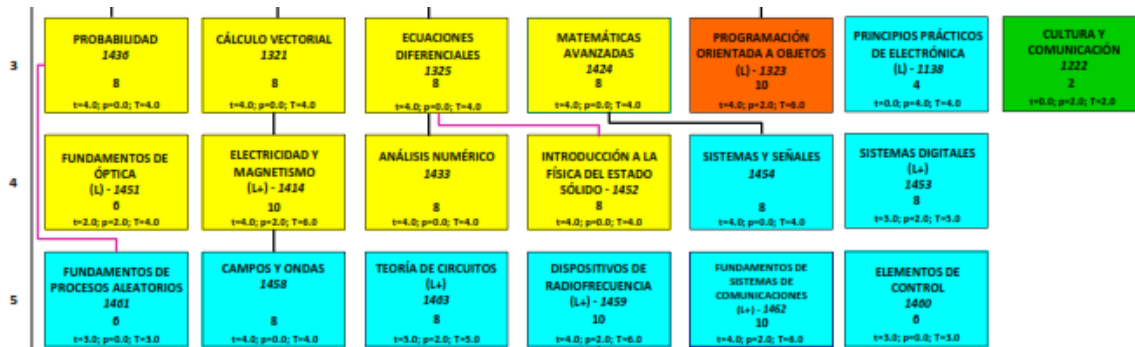 3
PROBABILIDAD
1436
8
t=4.0; p=0.0; T=4.0
CÁLCULO VECTORIAL
1321
8
t=4.0; p=0.0; T=4.0
ECUACIONES
DIFERENCIALES
1325
8
t=4.0; p=0.0; T=4.0
MATEMÁTICAS
AVANZADAS
1424
8
t=4.0; p=0.0; T=4.0
PROGRAMACIÓN
ORIENTADA A OBJETOS
(L) - 1323
10
t=4.0; p=2.0; T=6.0
PRINCIPIOS PRÁCTICOS
DE ELECTRÓNICA
(L) - 1138
4
t=0.0; p=4.0; T=4.0
CULTURA Y
COMUNICACIÓN
1222
2
t=0.0; p=2.0; T=2.0
4
FUNDAMENTOS DE
ÓPTICA
(L) - 1451
6
t=2.0; p=2.0; T=4.0
ELECTRICIDAD Y
MAGNETISMO
(L+) - 1414
10
t=4.0; p=2.0; T=6.0
ANÁLISIS NUMÉRICO
1433
8
t=4.0; p=0.0; T=4.0
INTRODUCCIÓN A LA
FÍSICA DEL ESTADO
SÓLIDO - 1452
8
t=4.0; p=0.0; T=4.0
SISTEMAS Y SEÑALES
1454
8
t=4.0; p=0.0; T=4.0
SISTEMAS DIGITALES
(L+)
1453
8
t=3.0; p=2.0; T=5.0
5
FUNDAMENTOS DE
PROCESOS ALEATORIOS
1461
6
t=3.0; p=0.0; T=3.0
CAMPOS Y ONDAS
1458
8
t=4.0; p=0.0; T=4.0
TEORÍA DE CIRCUITOS
(L+)
1463
8
t=3.0; p=2.0; T=5.0
DISPOSITIVOS DE
RADIOFRECUENCIA
(L+) - 1459
10
t=4.0; p=2.0; T=6.0
FUNDAMENTOS DE
SISTEMAS DE
COMUNICACIONES
(L+) - 1462
10
t=4.0; p=2.0; T=6.0
ELEMENTOS DE
CONTROL
1460
6
t=3.0; p=0.0; T=3.0